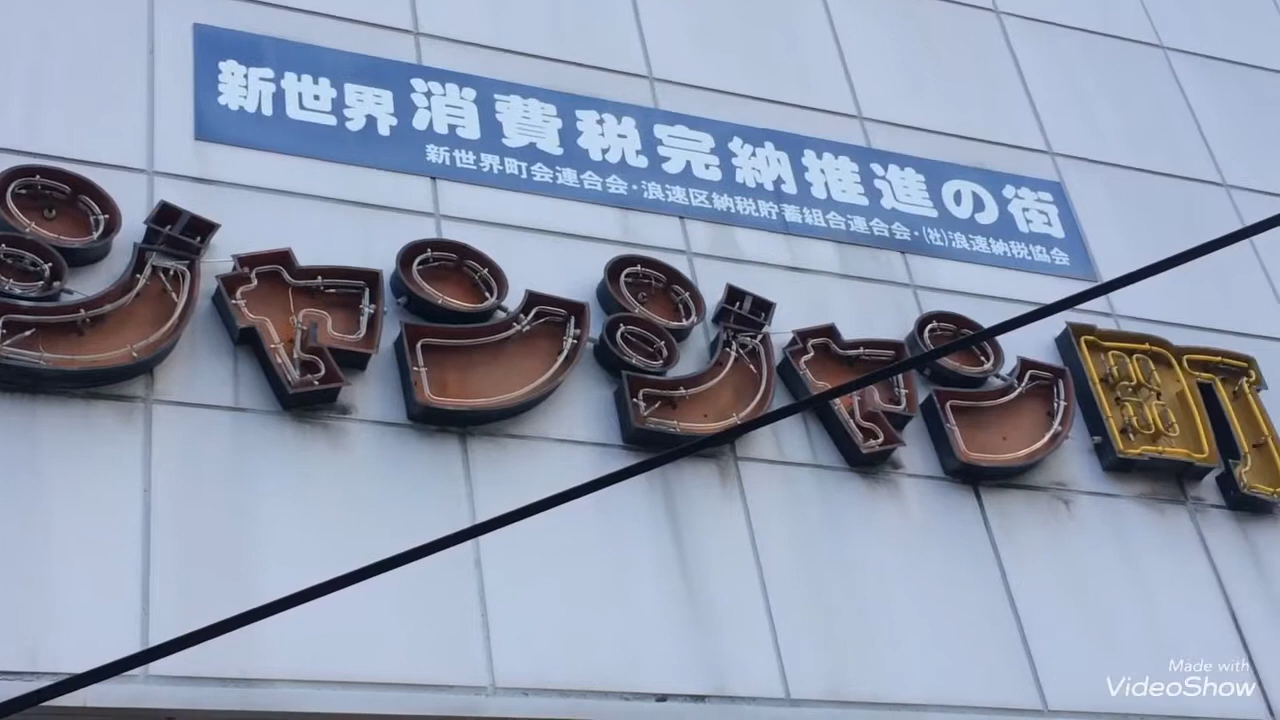 新世界 消費税完納推進の街
新世界町会連合会・浪速区納税貯蓄組合連合会・(社)浪速納税協会
ジャンジャン町
Made with
VideoShow